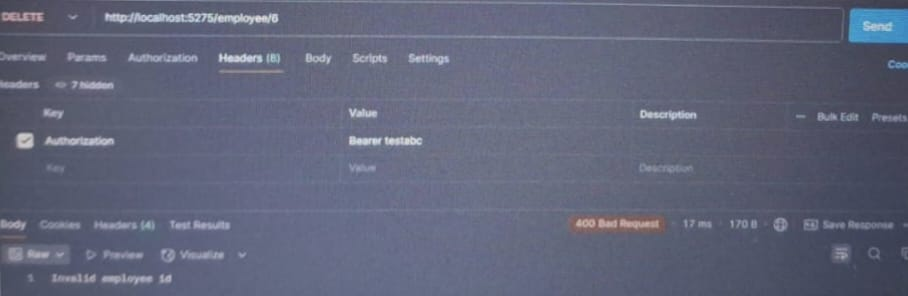 DELETE http://localhost:5275/employee/6 Send
Overview Params Authorization Headers (8) Body Scripts Settings Coo
Headers 7 hidden
Key Value Description Bulk Edit Presets
Authorization Bearer testabc
Key Value Description
Body Cookies Headers (4) Test Results 400 Bad Request 17 ms 170 B Save Response
Raw Preview Visualize
1 Invalid employee id